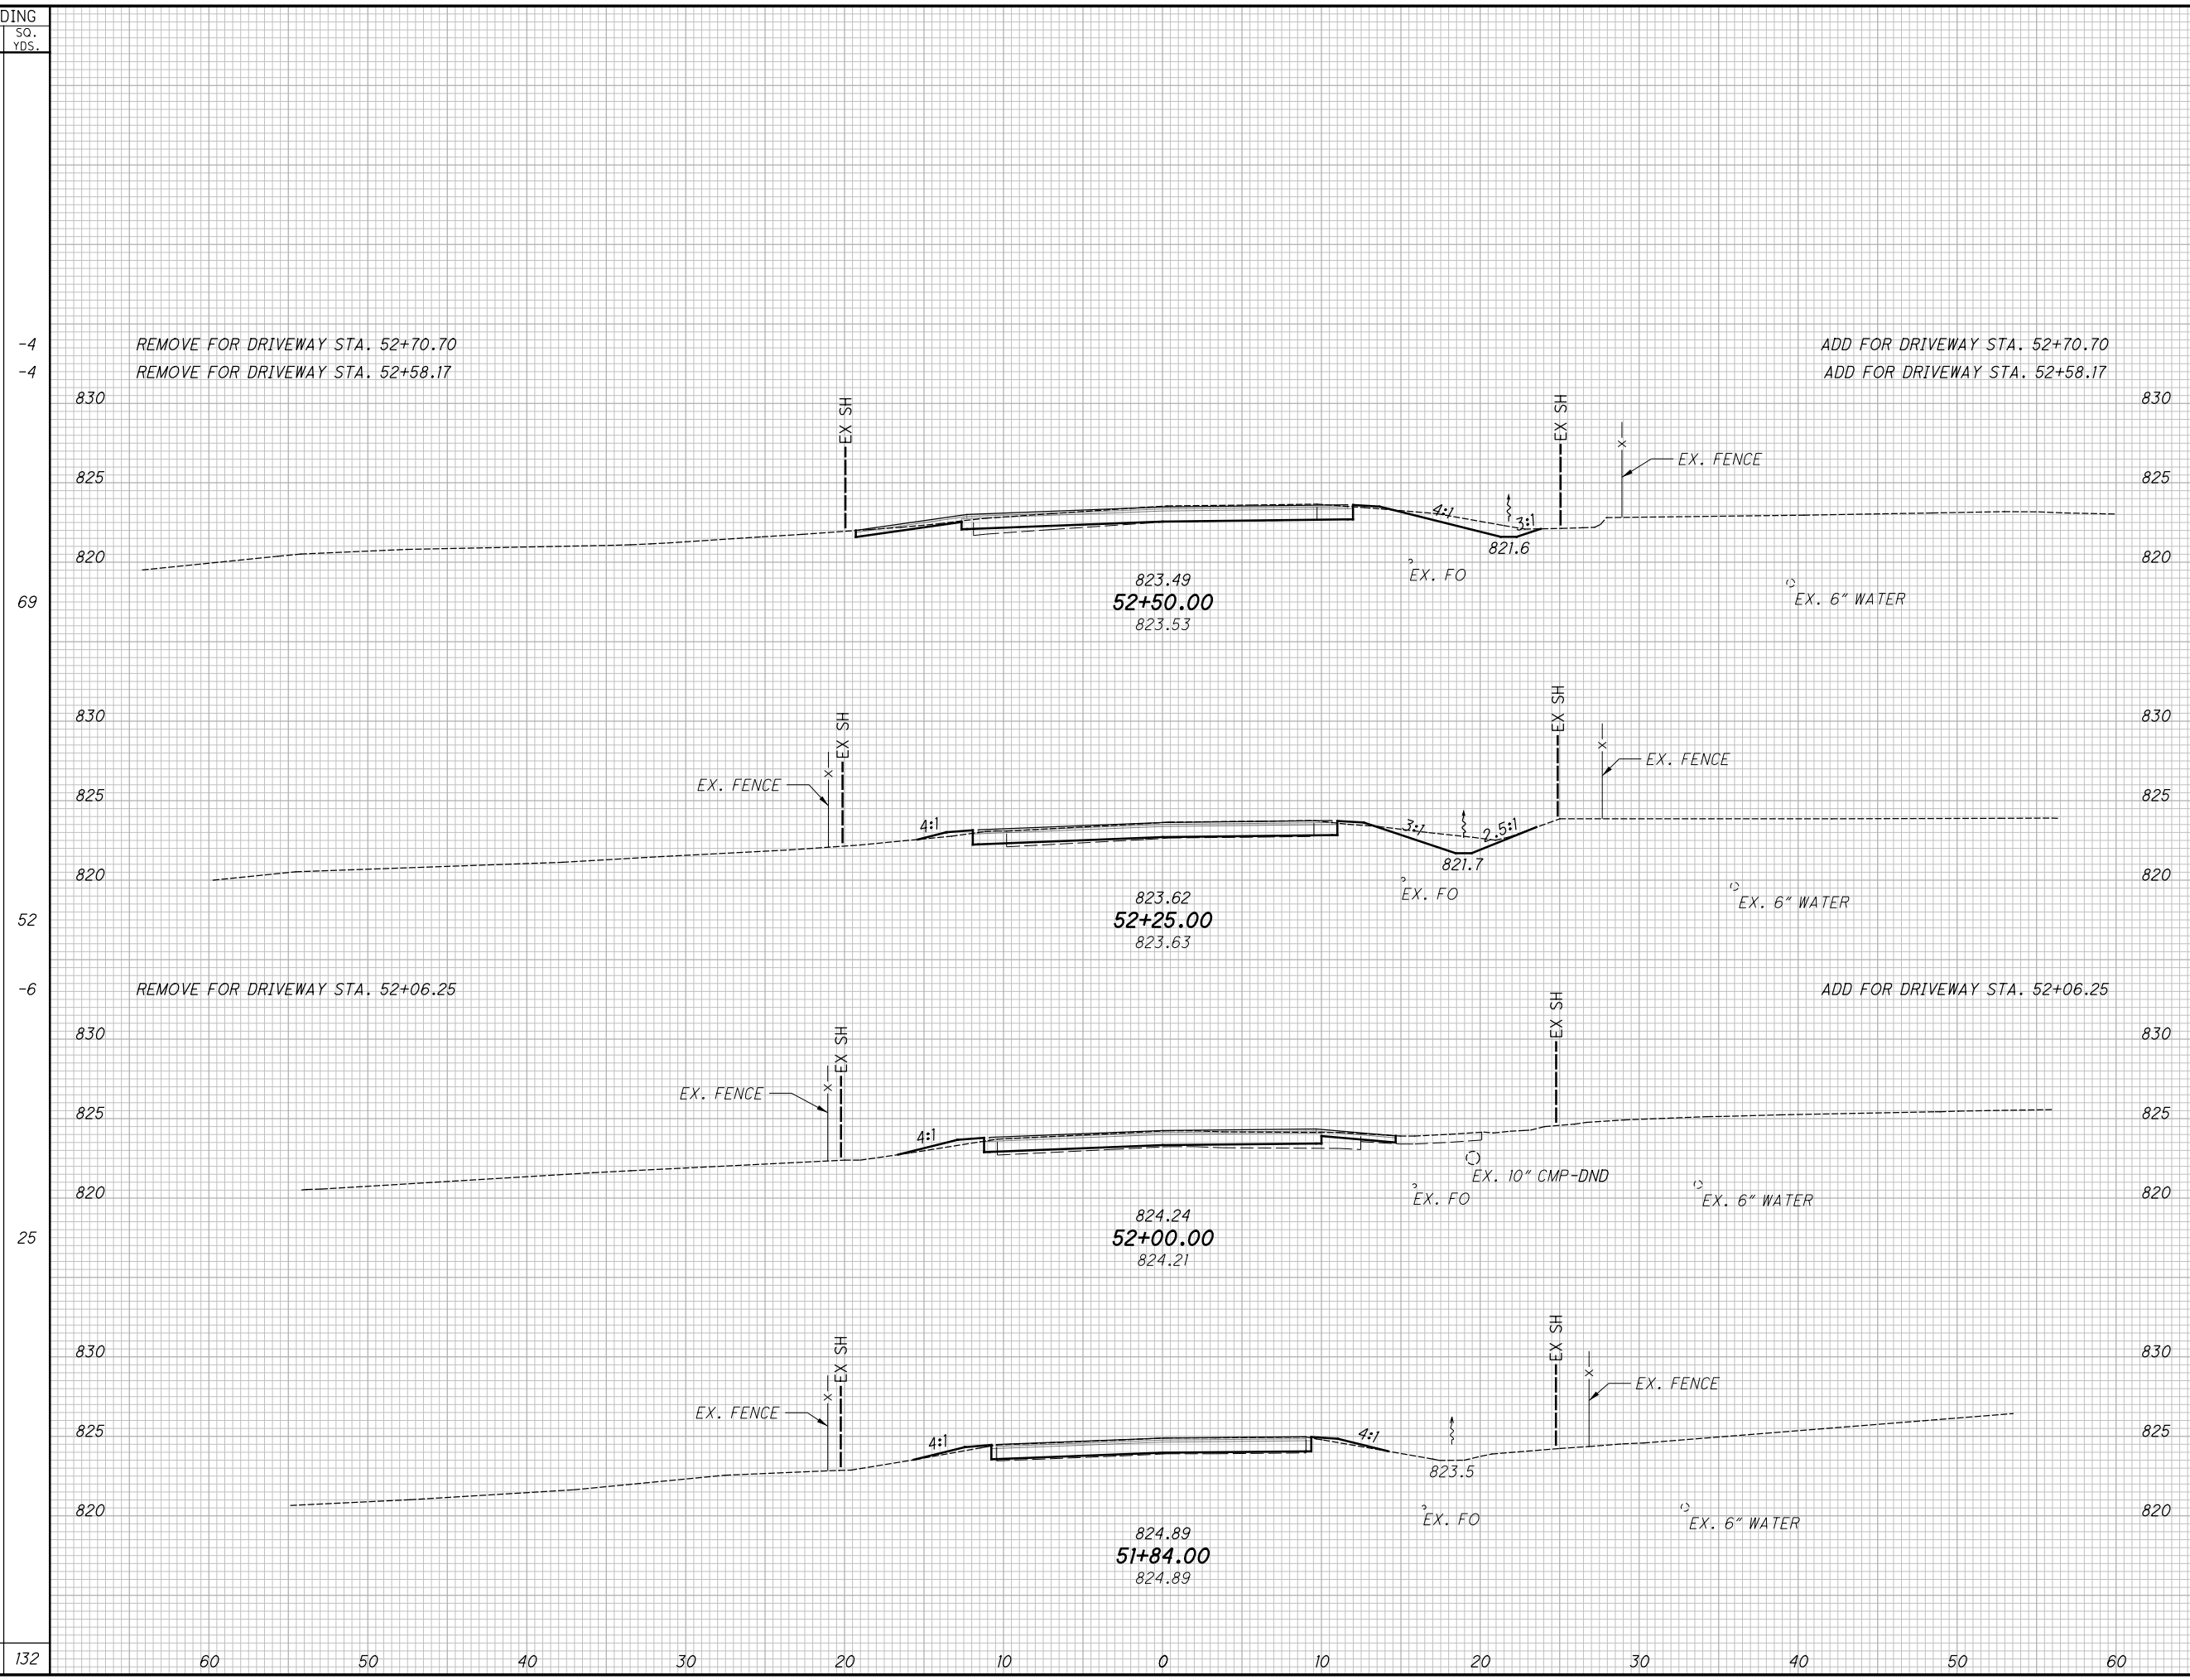 DING
SQ.
YDS.
-4 REMOVE FOR DRIVEWAY STA. 52+70.70 ADD FOR DRIVEWAY STA. 52+70.70
-4 REMOVE FOR DRIVEWAY STA. 52+58.17 ADD FOR DRIVEWAY STA. 52+58.17
830 EX SH EX SH 830
X
EX. FENCE
825 825
4:1 3:1
821.6
820 820
EX. FO
823.49
69 52+50.00 EX. 6" WATER
823.53
830 EX SH EX SH 830
X X
EX. FENCE EX. FENCE
825 825
4:1 3:1 2.5:1
821.7
820 820
EX. FO
823.62 EX. 6" WATER
52 52+25.00
823.63
-6 REMOVE FOR DRIVEWAY STA. 52+06.25 ADD FOR DRIVEWAY STA. 52+06.25
830 EX SH EX SH 830
X
EX. FENCE
825 825
4:1
EX. 10" CMP-DND
820 820
EX. FO EX. 6" WATER
824.24
25 52+00.00
824.21
830 EX SH EX SH 830
X X
EX. FENCE EX. FENCE
825 825
4:1 4:1
823.5
820 820
EX. FO EX. 6" WATER
824.89
51+84.00
824.89
132 60 50 40 30 20 10 0 10 20 30 40 50 60